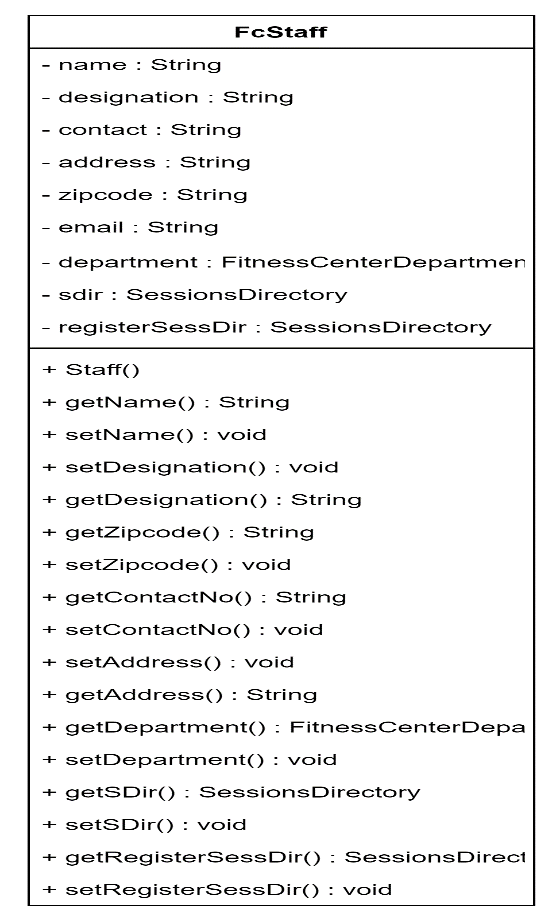 FcStaff
- name : String
- designation : String
- contact : String
- address : String
- zipcode : String
- email : String
- department : FitnessCenterDepartmen
- sdir : SessionsDirectory
- registerSessDir : SessionsDirectory
+ Staff()
+ getName() : String
+ setName() : void
+ setDesignation() : void
+ getDesignation() : String
+ getZipcode() : String
+ setZipcode() : void
+ getContactNo() : String
+ setContactNo() : void
+ setAddress() : void
+ getAddress() : String
+ getDepartment() : FitnessCenterDepa
+ setDepartment() : void
+ getSDir() : SessionsDirectory
+ setSDir() : void
+ getRegisterSessDir() : SessionsDirect
+ setRegisterSessDir() : void